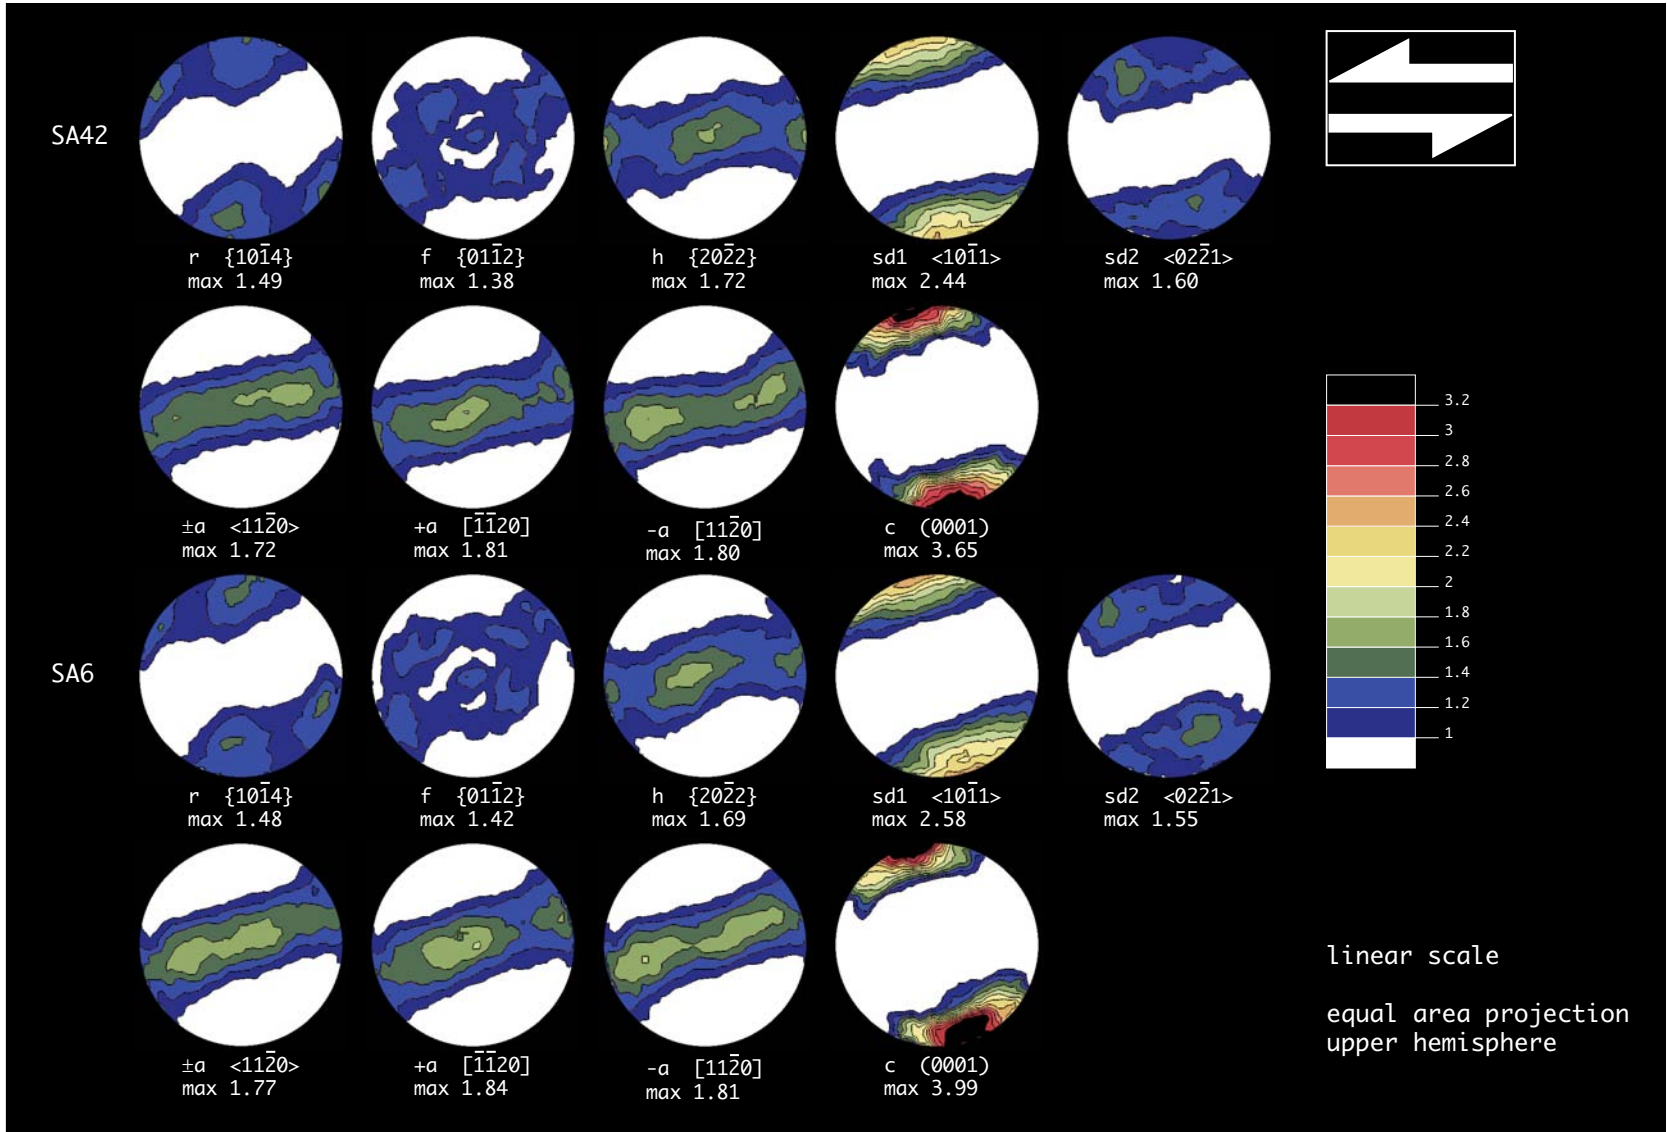 SA42
r {101̄4}
max 1.49
f {011̄2}
max 1.38
h {202̄2}
max 1.72
sd1 <101̄1>
max 2.44
sd2 <022̄1>
max 1.60
±a <112̄0>
max 1.72
+a [1̄1̄20]
max 1.81
-a [112̄0]
max 1.80
c (0001)
max 3.65
SA6
r {101̄4}
max 1.48
f {011̄2}
max 1.42
h {202̄2}
max 1.69
sd1 <101̄1>
max 2.58
sd2 <022̄1>
max 1.55
±a <112̄0>
max 1.77
+a [1̄1̄20]
max 1.84
-a [112̄0]
max 1.81
c (0001)
max 3.99
3.2
3
2.8
2.6
2.4
2.2
2
1.8
1.6
1.4
1.2
1
linear scale
equal area projection
upper hemisphere